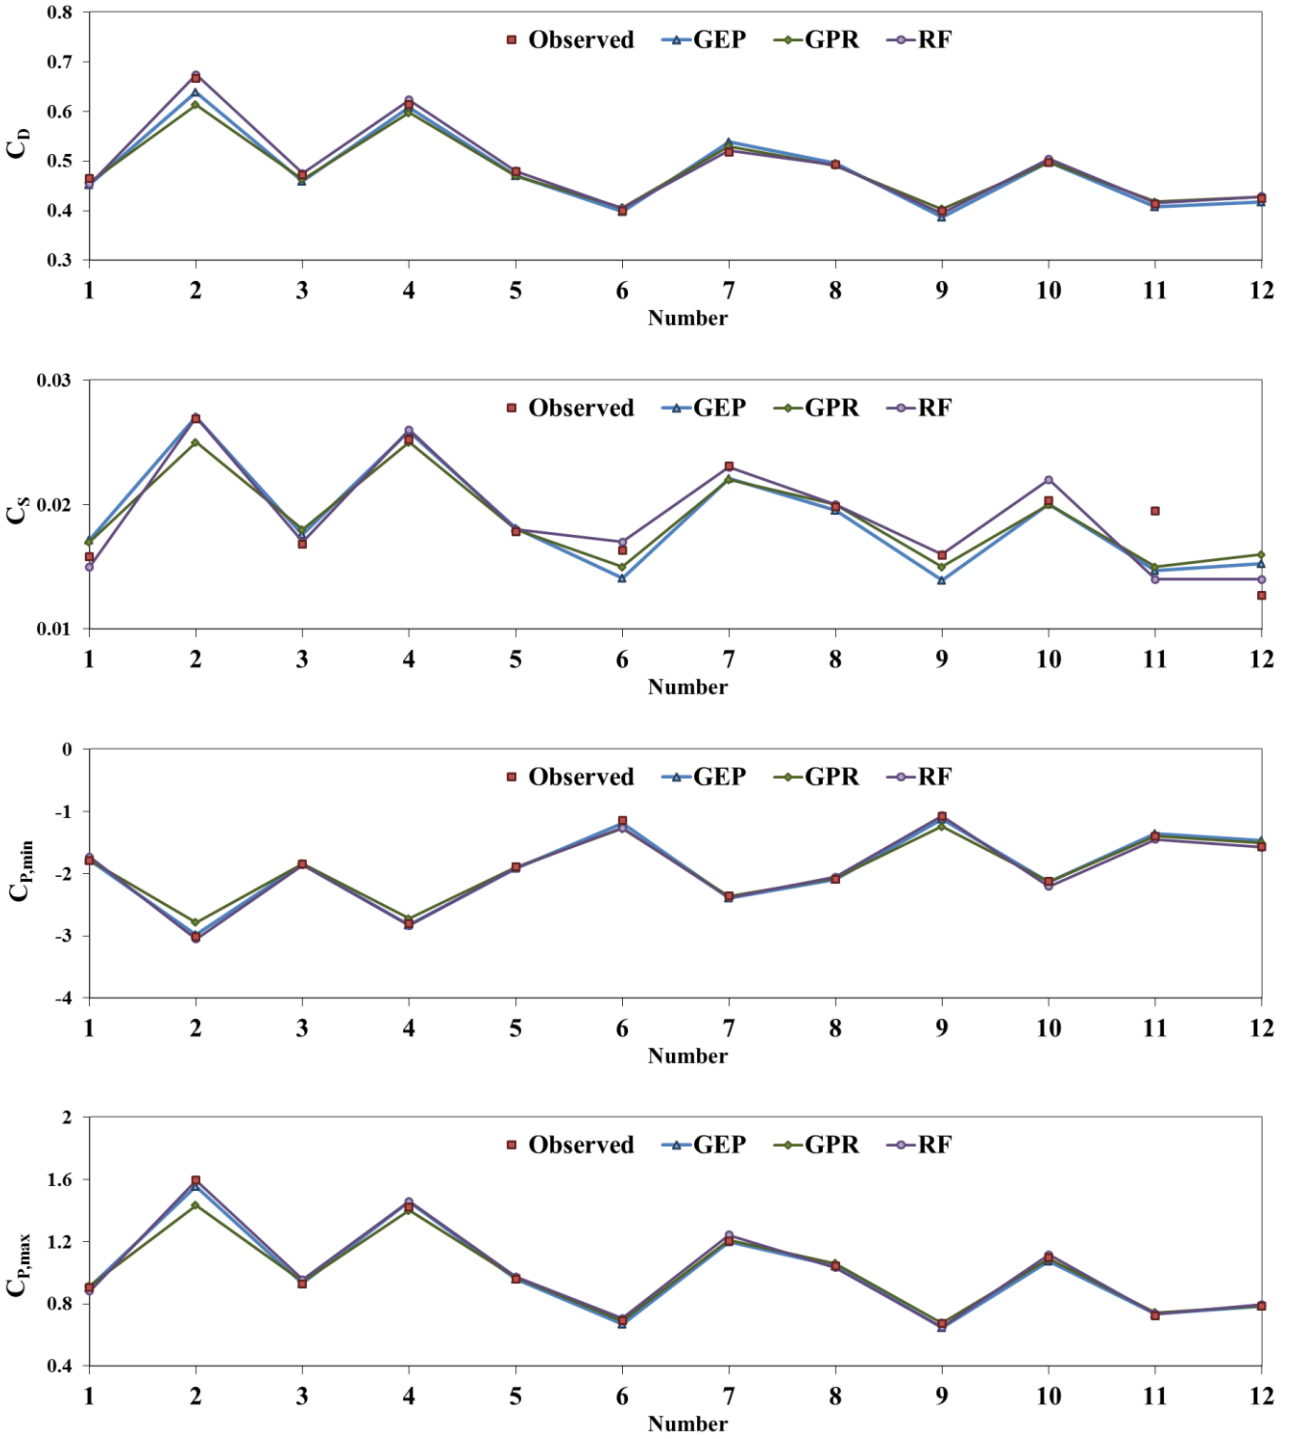 0.8
Observed GEP GPR RF
0.7
0.6
C_D
0.5
0.4
0.3
1 2 3 4 5 6 7 8 9 10 11 12
Number
0.03
Observed GEP GPR RF
C_S
0.02
0.01
1 2 3 4 5 6 7 8 9 10 11 12
Number
0
Observed GEP GPR RF
-1
C_P,min
-2
-3
-4
1 2 3 4 5 6 7 8 9 10 11 12
Number
2
Observed GEP GPR RF
1.6
C_P,max
1.2
0.8
0.4
1 2 3 4 5 6 7 8 9 10 11 12
Number